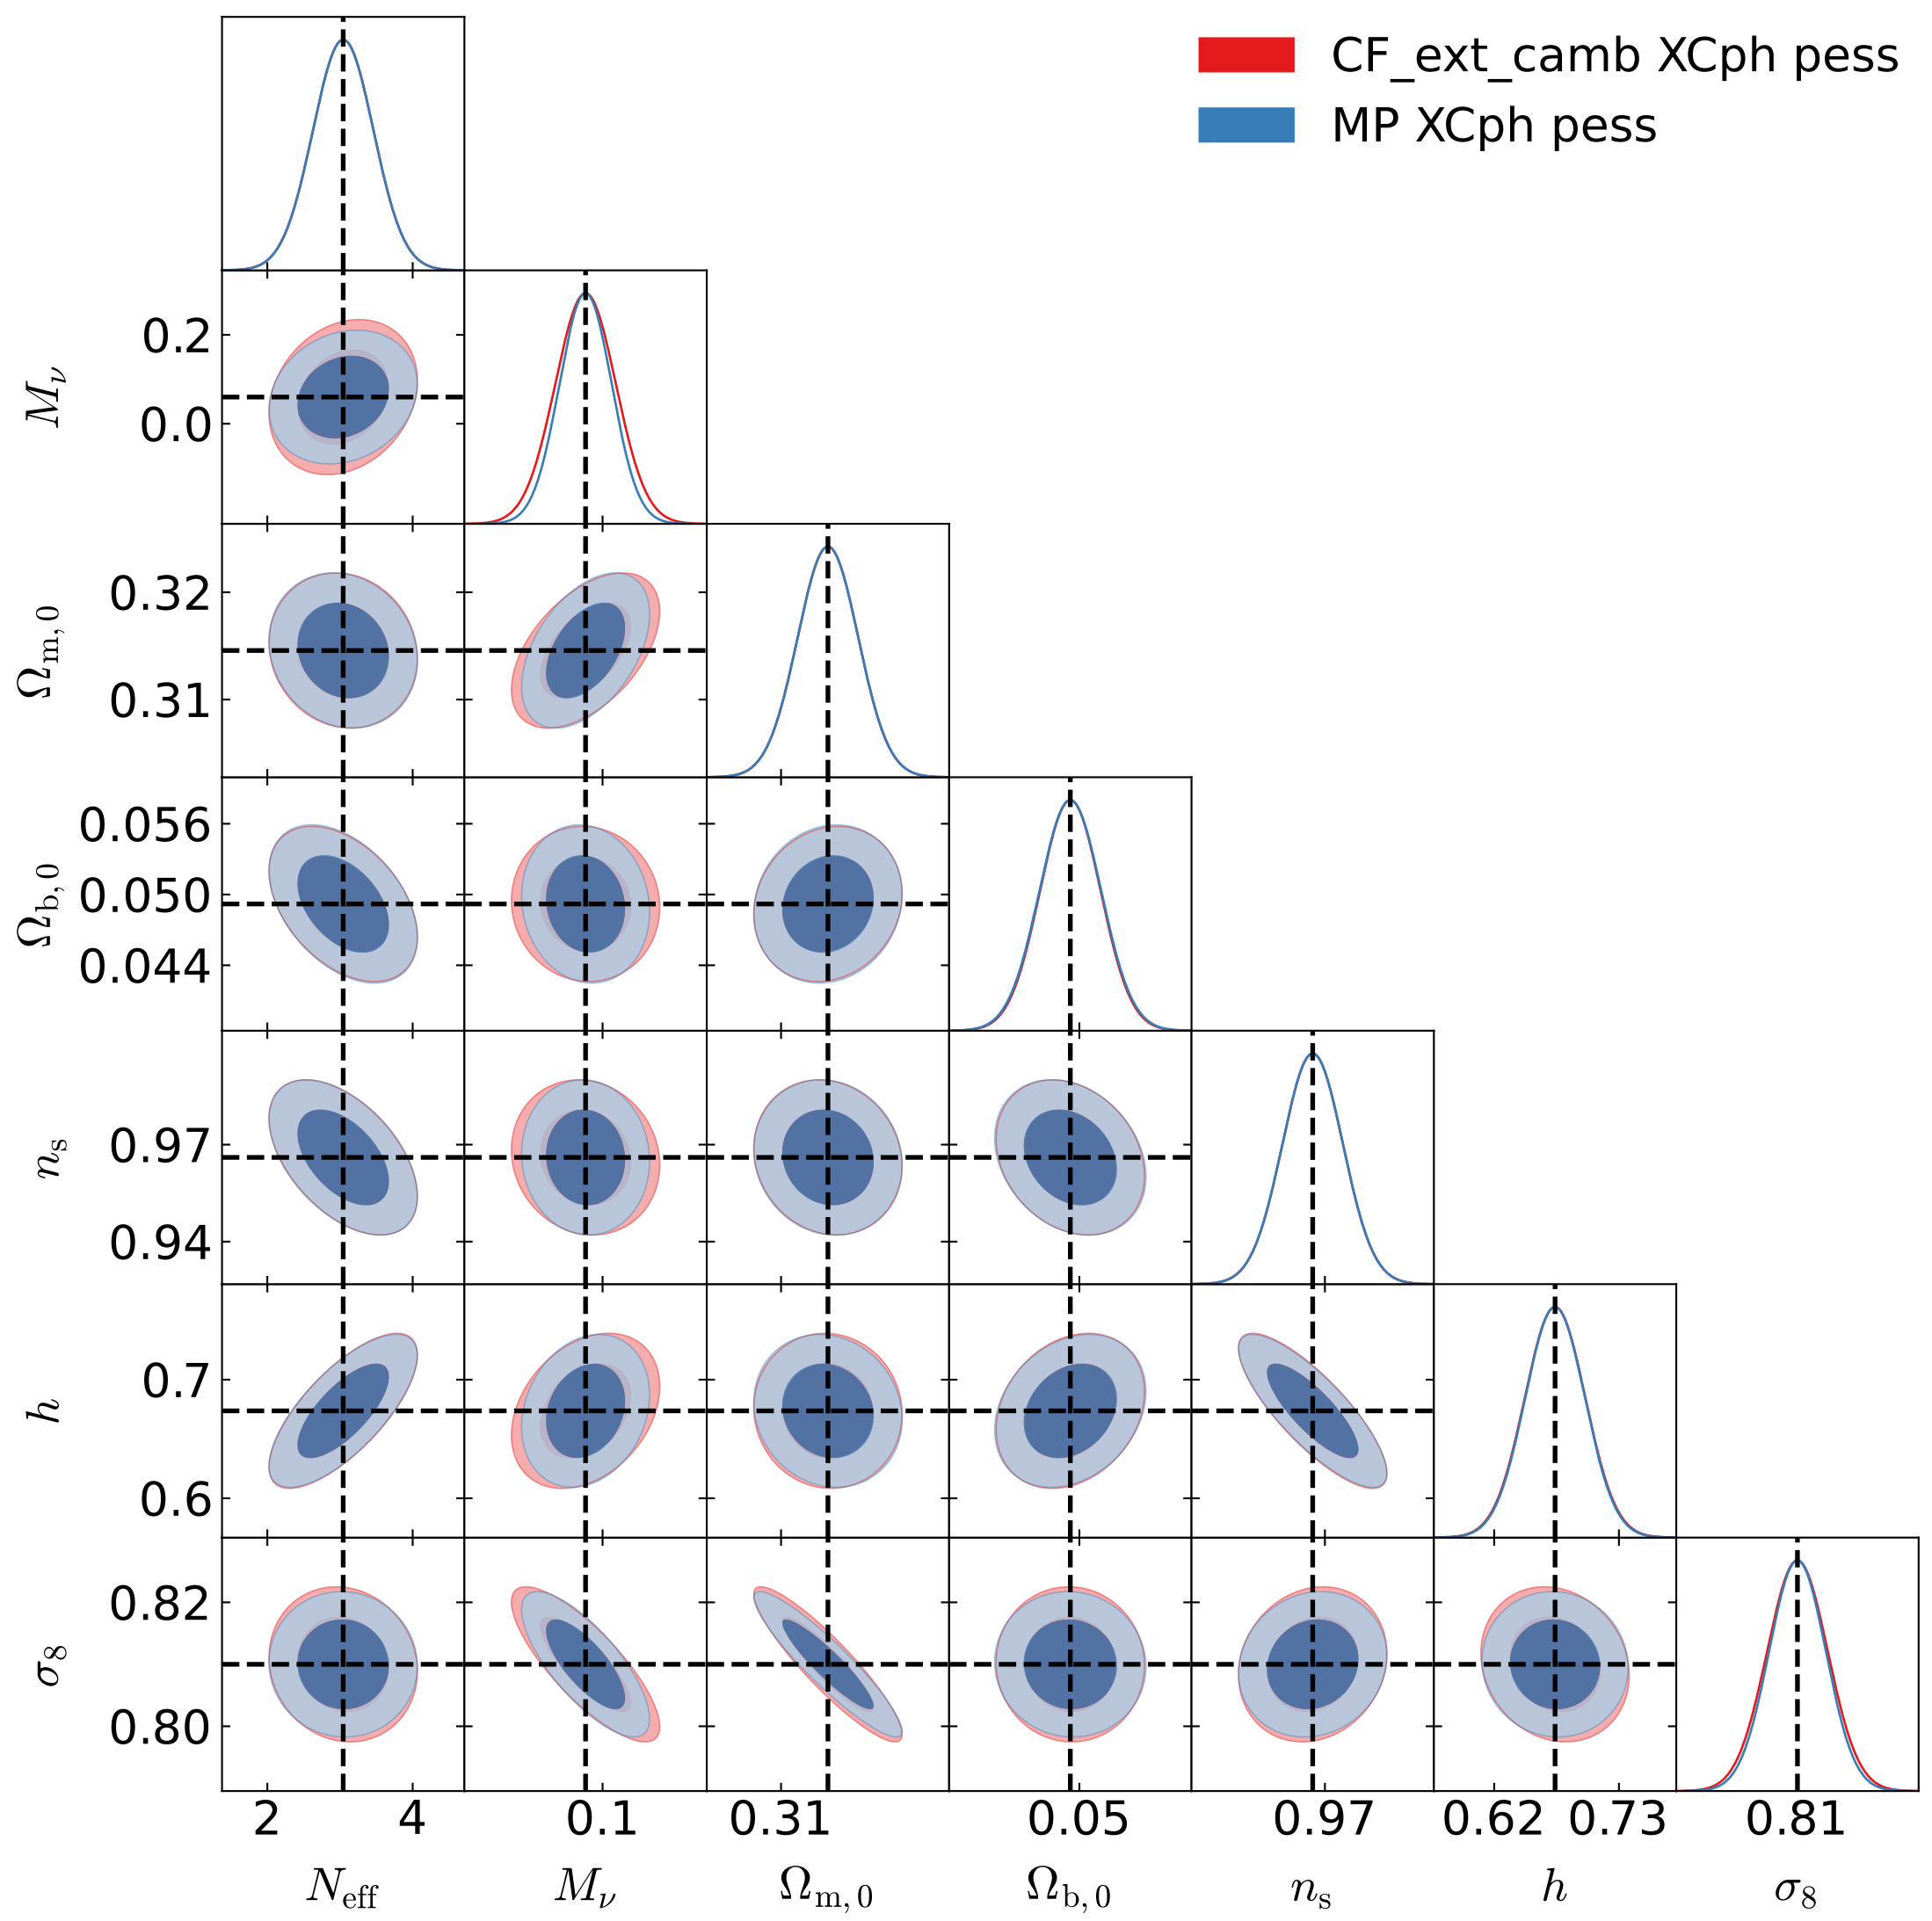 CF_ext_camb XCph pess
MP XCph pess
0.2
0.0
M_ν
0.32
0.31
Ω_m,0
0.056
0.050
0.044
Ω_b,0
0.97
0.94
n_s
0.7
0.6
h
0.82
0.80
σ_8
2 4 0.1 0.31 0.05 0.97 0.62 0.73 0.81
N_eff M_ν Ω_m,0 Ω_b,0 n_s h σ_8